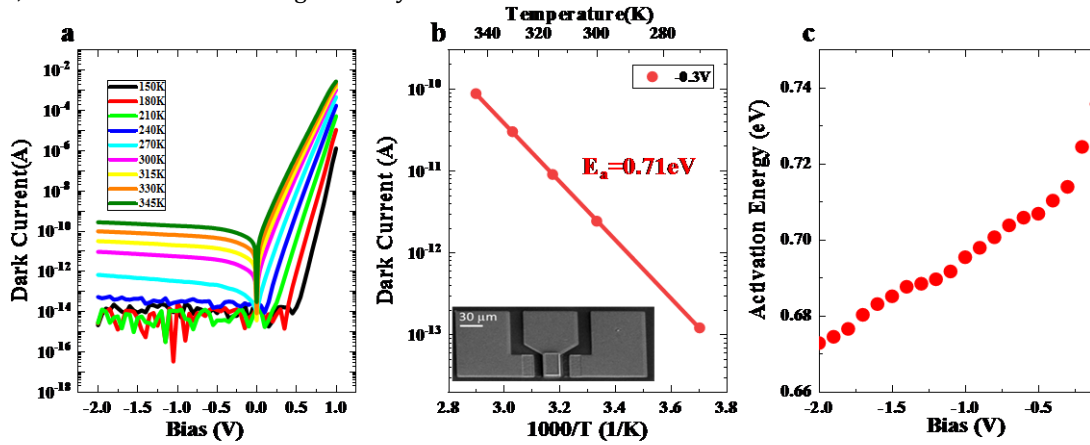 a
Dark Current(A)
10⁰
10⁻²
10⁻⁴
10⁻⁶
10⁻⁸
10⁻¹⁰
10⁻¹²
10⁻¹⁴
10⁻¹⁶
10⁻¹⁸
150K
180K
210K
240K
270K
300K
315K
330K
345K
-2.0 -1.5 -1.0 -0.5 0.0 0.5 1.0
Bias (V)
b
Temperature(K)
340 320 300 280
Dark Current (A)
10⁻¹⁰
10⁻¹¹
10⁻¹²
10⁻¹³
-0.3V
Eₐ=0.71eV
30 μm
2.8 3.0 3.2 3.4 3.6 3.8
1000/T (1/K)
c
Activation Energy (eV)
0.74
0.72
0.70
0.68
0.66
-2.0 -1.5 -1.0 -0.5
Bias (V)